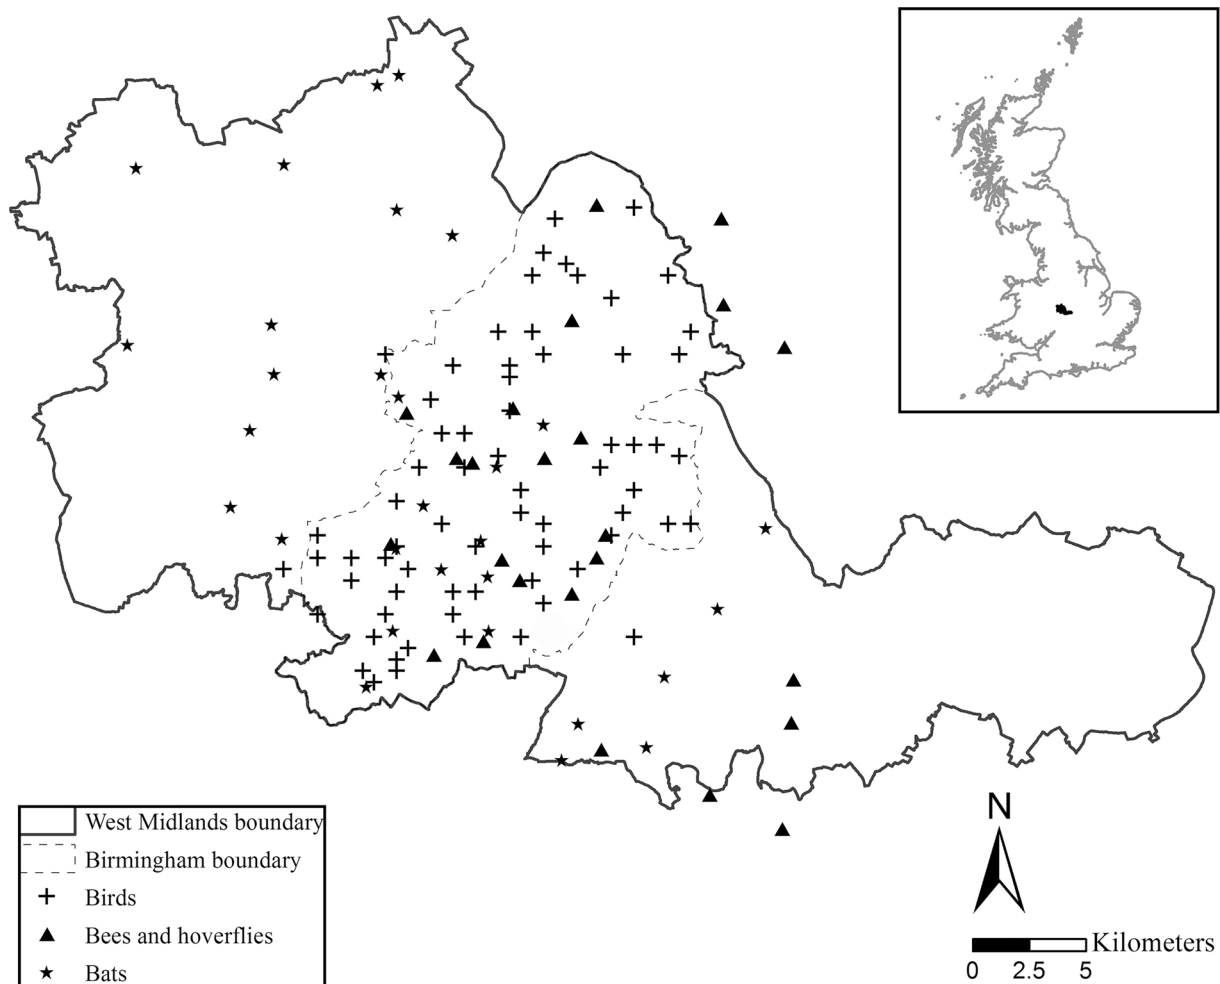 West Midlands boundary
Birmingham boundary
Birds
Bees and hoverflies
Bats
N
Kilometers
0 2.5 5